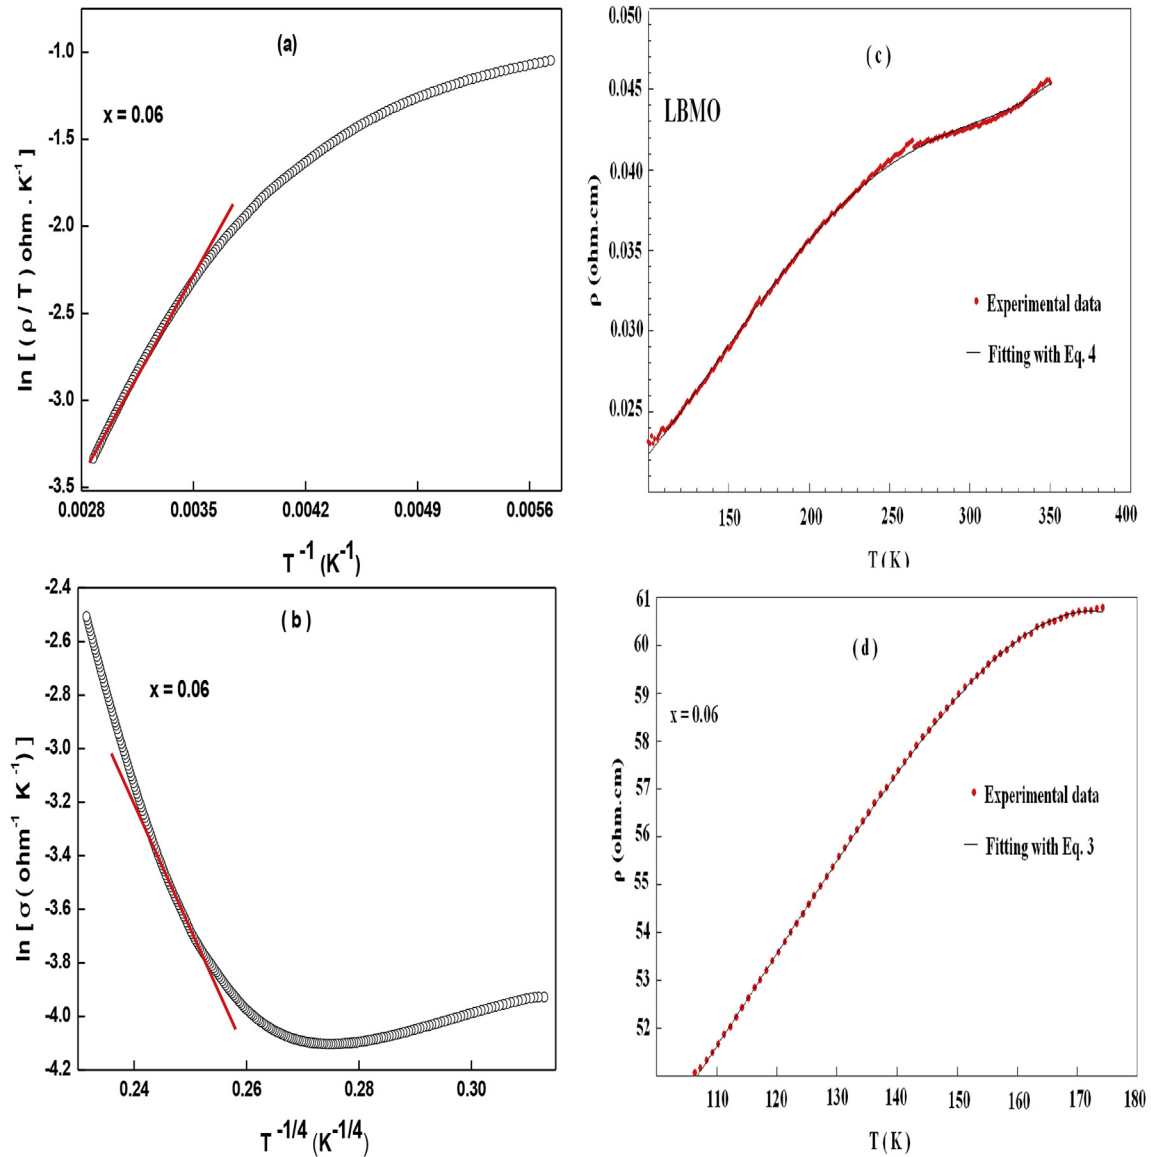 (a)
x = 0.06
ln [ ( ρ / T ) ohm . K⁻¹ ]
-1.0
-1.5
-2.0
-2.5
-3.0
-3.5
0.0028 0.0035 0.0042 0.0049 0.0056
T⁻¹ (K⁻¹)
( c )
LBMO
ρ (ohm.cm)
0.050
0.045
0.040
0.035
0.030
0.025
Experimental data
Fitting with Eq. 4
150 200 250 300 350 400
T ( K )
( b )
x = 0.06
ln [ σ ( ohm⁻¹ K⁻¹) ]
-2.4
-2.6
-2.8
-3.0
-3.2
-3.4
-3.6
-3.8
-4.0
-4.2
0.24 0.26 0.28 0.30
T⁻¹/⁴ (K⁻¹/⁴)
( d )
x = 0.06
ρ (ohm.cm)
61
60
59
58
57
56
55
54
53
52
Experimental data
Fitting with Eq. 3
110 120 130 140 150 160 170 180
T ( K )